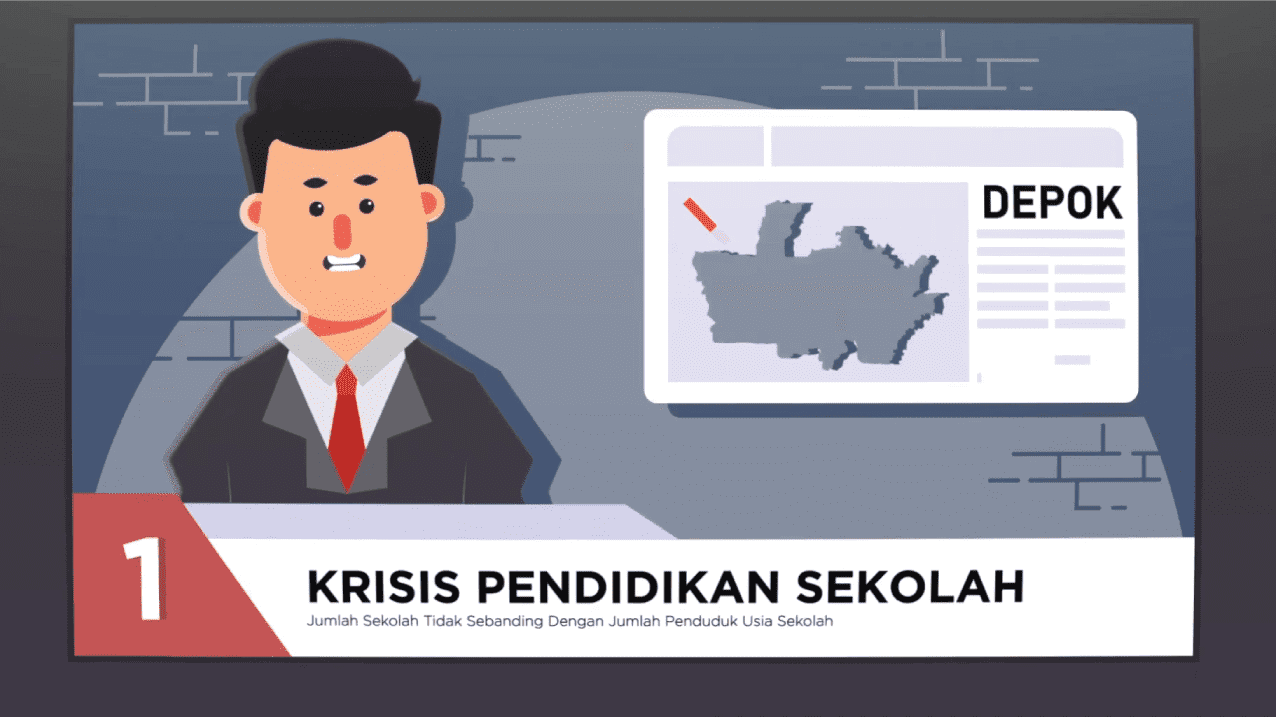 DEPOK
1
KRISIS PENDIDIKAN SEKOLAH
Jumlah Sekolah Tidak Sebanding Dengan Jumlah Penduduk Usia Sekolah